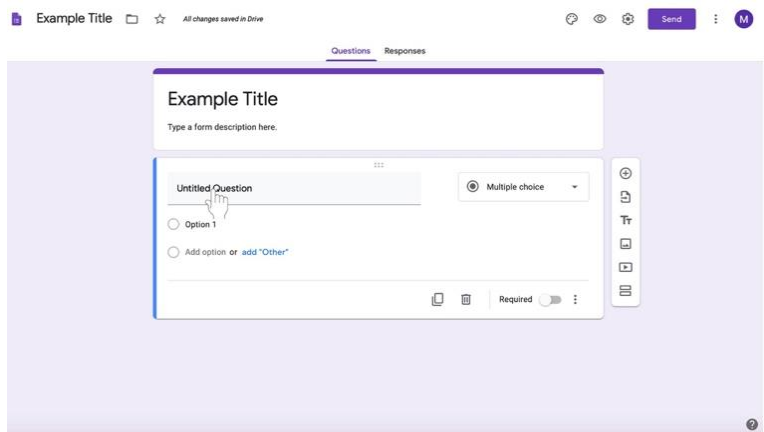 Example Title
All changes saved in Drive
Send
M
Questions Responses
Example Title
Type a form description here.
Untitled Question
Multiple choice
Option 1
Add option or add "Other"
Required
Tt
?